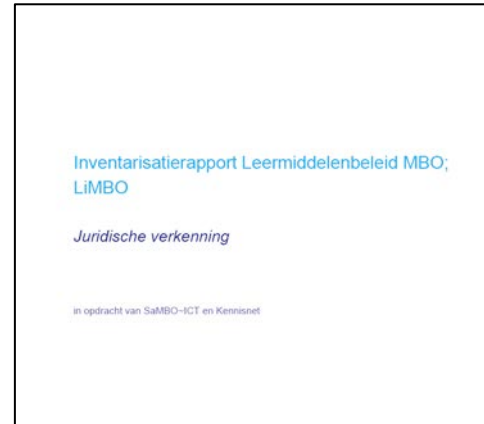 Inventarisatierapport Leermiddelenbeleid MBO;
LiMBO
Juridische verkenning
in opdracht van SaMBO~ICT en Kennisnet